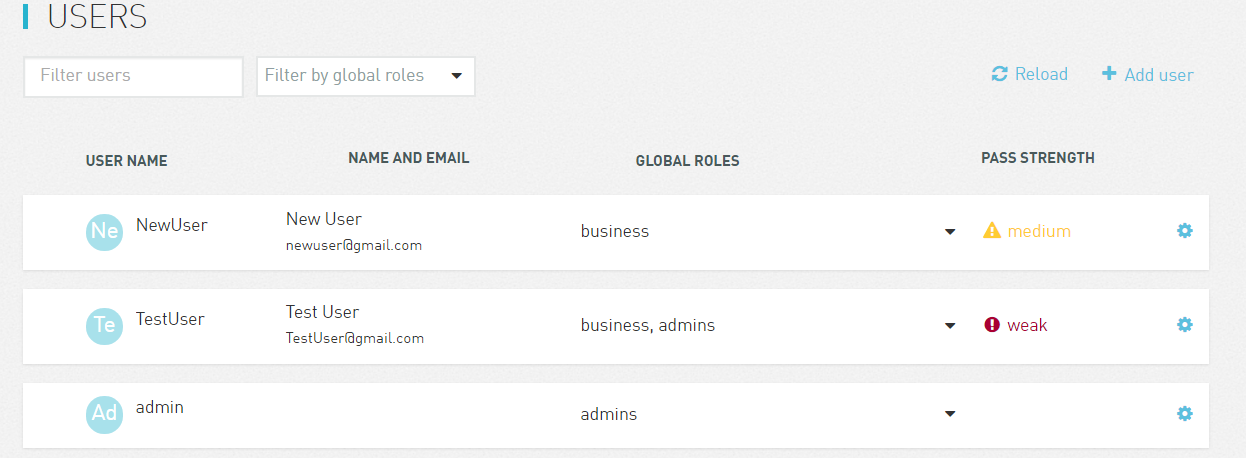 USERS
Filter users
Filter by global roles
Reload
Add user
USER NAME
NAME AND EMAIL
GLOBAL ROLES
PASS STRENGTH
Ne
NewUser
New User
newuser@gmail.com
business
medium
Te
TestUser
Test User
TestUser@gmail.com
business, admins
weak
Ad
admin
admins